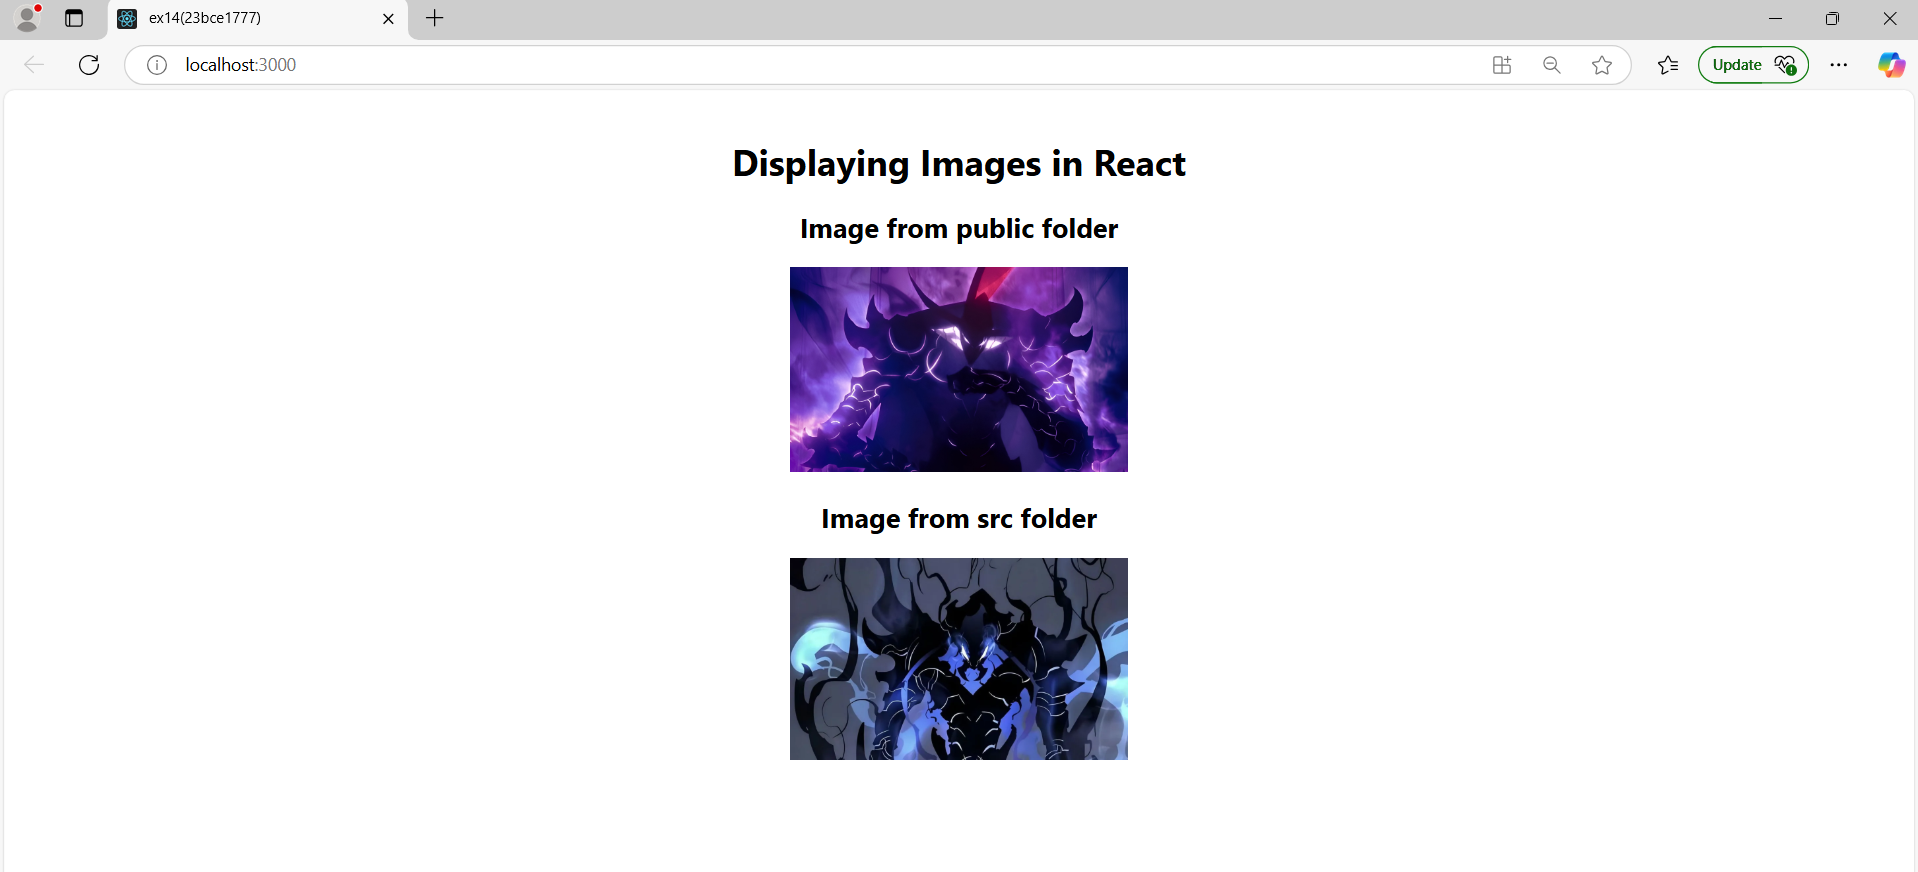 ex14(23bce1777)
localhost:3000
Update
Displaying Images in React
Image from public folder
Image from src folder